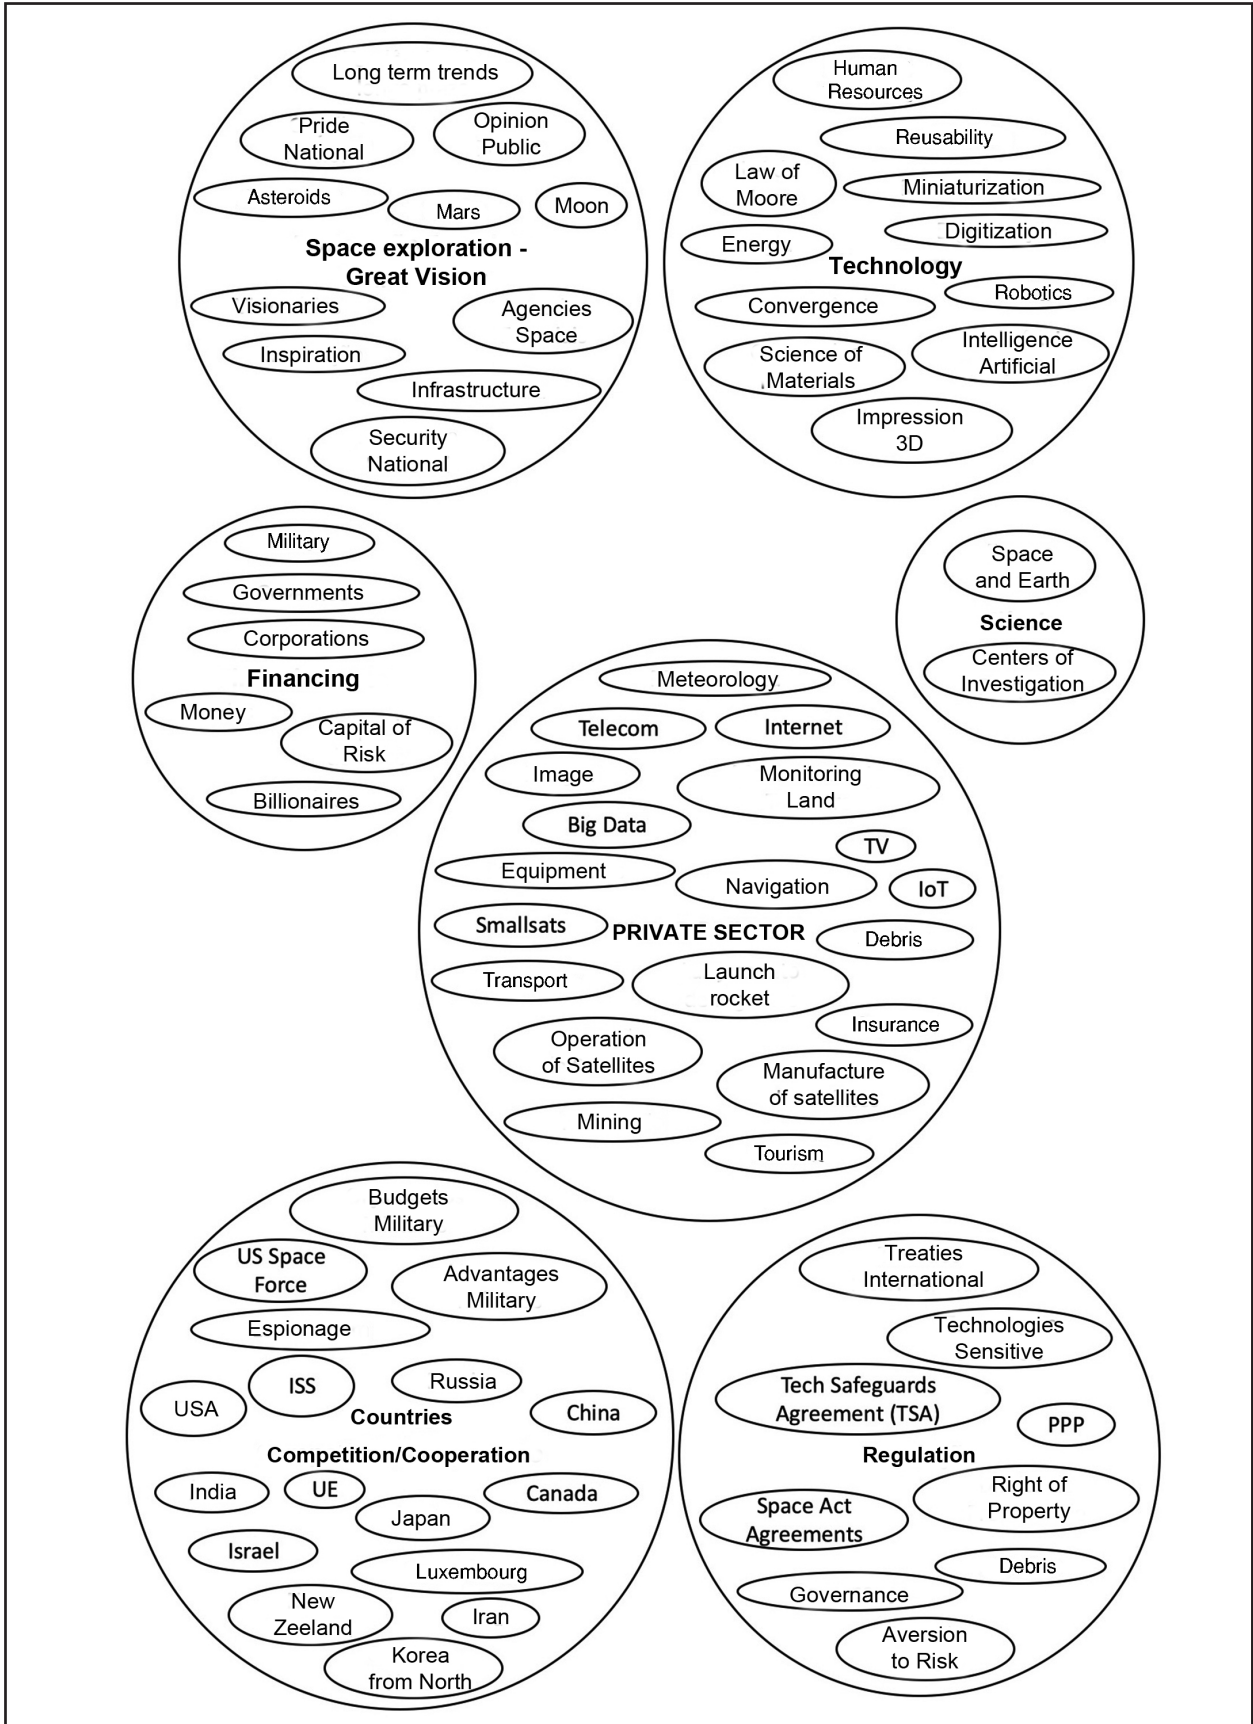 Long term trends
Pride
National
Opinion
Public
Asteroids
Mars
Moon
Space exploration -
Great Vision
Visionaries
Agencies
Space
Inspiration
Infrastructure
Security
National
Human
Resources
Reusability
Law of
Moore
Miniaturization
Digitization
Energy
Technology
Robotics
Convergence
Intelligence
Artificial
Science of
Materials
Impression
3D
Military
Governments
Corporations
Financing
Money
Capital of
Risk
Billionaires
Space
and Earth
Science
Centers of
Investigation
Meteorology
Telecom
Internet
Image
Monitoring
Land
Big Data
TV
Equipment
Navigation
IoT
Smallsats
PRIVATE SECTOR
Debris
Transport
Launch
rocket
Insurance
Operation
of Satellites
Manufacture
of satellites
Mining
Tourism
Budgets
Military
US Space
Force
Advantages
Military
Espionage
ISS
Russia
USA
China
Countries
Competition/Cooperation
India
UE
Canada
Japan
Israel
Luxembourg
New
Zeeland
Iran
Korea
from North
Treaties
International
Technologies
Sensitive
Tech Safeguards
Agreement (TSA)
PPP
Regulation
Right of
Property
Space Act
Agreements
Debris
Governance
Aversion
to Risk